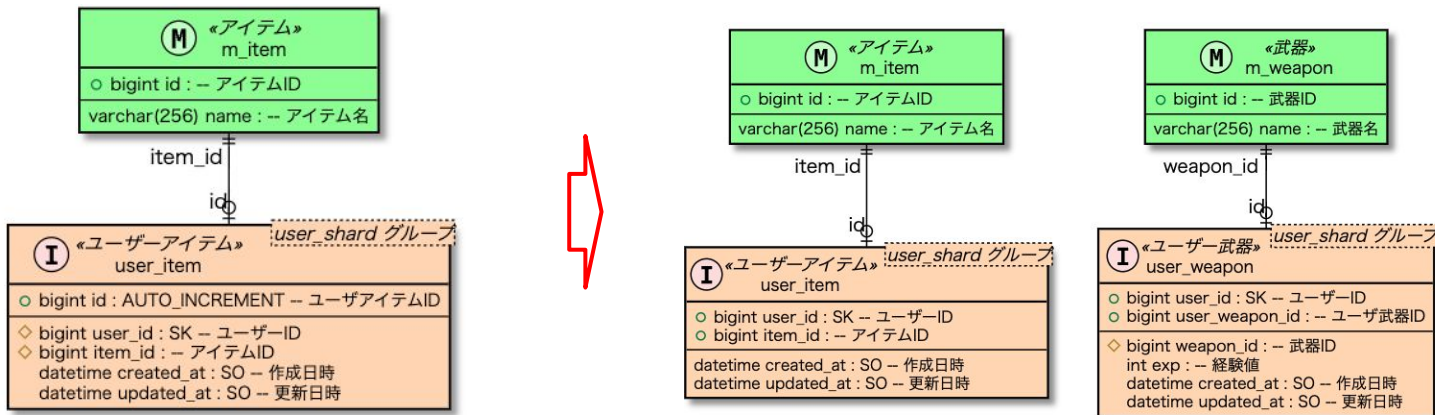 M «アイテム»
m_item
bigint id : -- アイテムID
varchar(256) name : -- アイテム名
item_id
id
user_shard グループ
I «ユーザーアイテム»
user_item
bigint id : AUTO_INCREMENT -- ユーザアイテムID
bigint user_id : SK -- ユーザーID
bigint item_id : -- アイテムID
datetime created_at : SO -- 作成日時
datetime updated_at : SO -- 更新日時
M «アイテム»
m_item
bigint id : -- アイテムID
varchar(256) name : -- アイテム名
item_id
id
user_shard グループ
I «ユーザーアイテム»
user_item
bigint user_id : SK -- ユーザーID
bigint item_id : -- アイテムID
datetime created_at : SO -- 作成日時
datetime updated_at : SO -- 更新日時
M «武器»
m_weapon
bigint id : -- 武器ID
varchar(256) name : -- 武器名
weapon_id
id
user_shard グループ
I «ユーザー武器»
user_weapon
bigint user_id : SK -- ユーザーID
bigint user_weapon_id : -- ユーザ武器ID
bigint weapon_id : -- 武器ID
int exp : -- 経験値
datetime created_at : SO -- 作成日時
datetime updated_at : SO -- 更新日時